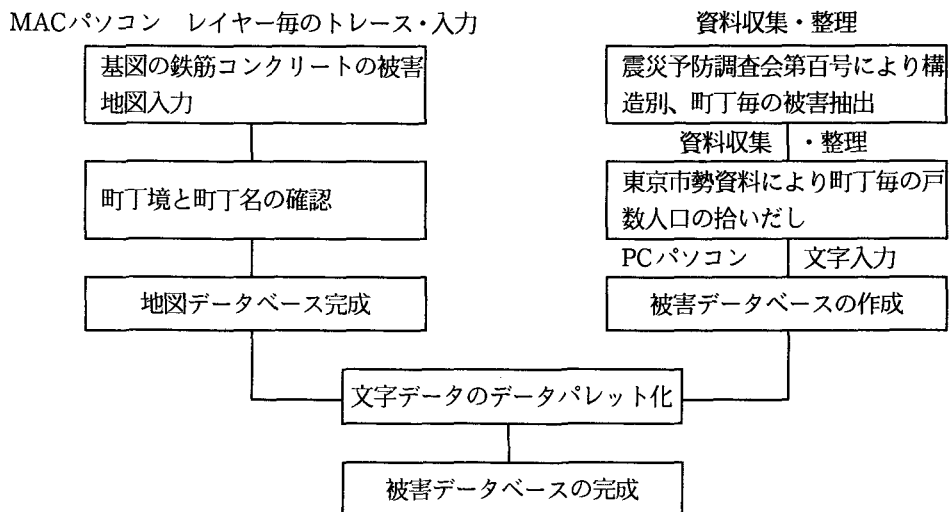 MACパソコン　レイヤー毎のトレース・入力
基図の鉄筋コンクリートの被害
地図入力
町丁境と町丁名の確認
地図データベース完成
資料収集・整理
震災予防調査会第百号により構
造別、町丁毎の被害抽出
資料収集　・整理
東京市勢資料により町丁毎の戸
数人口の拾いだし
PCパソコン　文字入力
被害データベースの作成
文字データのデータパレット化
被害データベースの完成